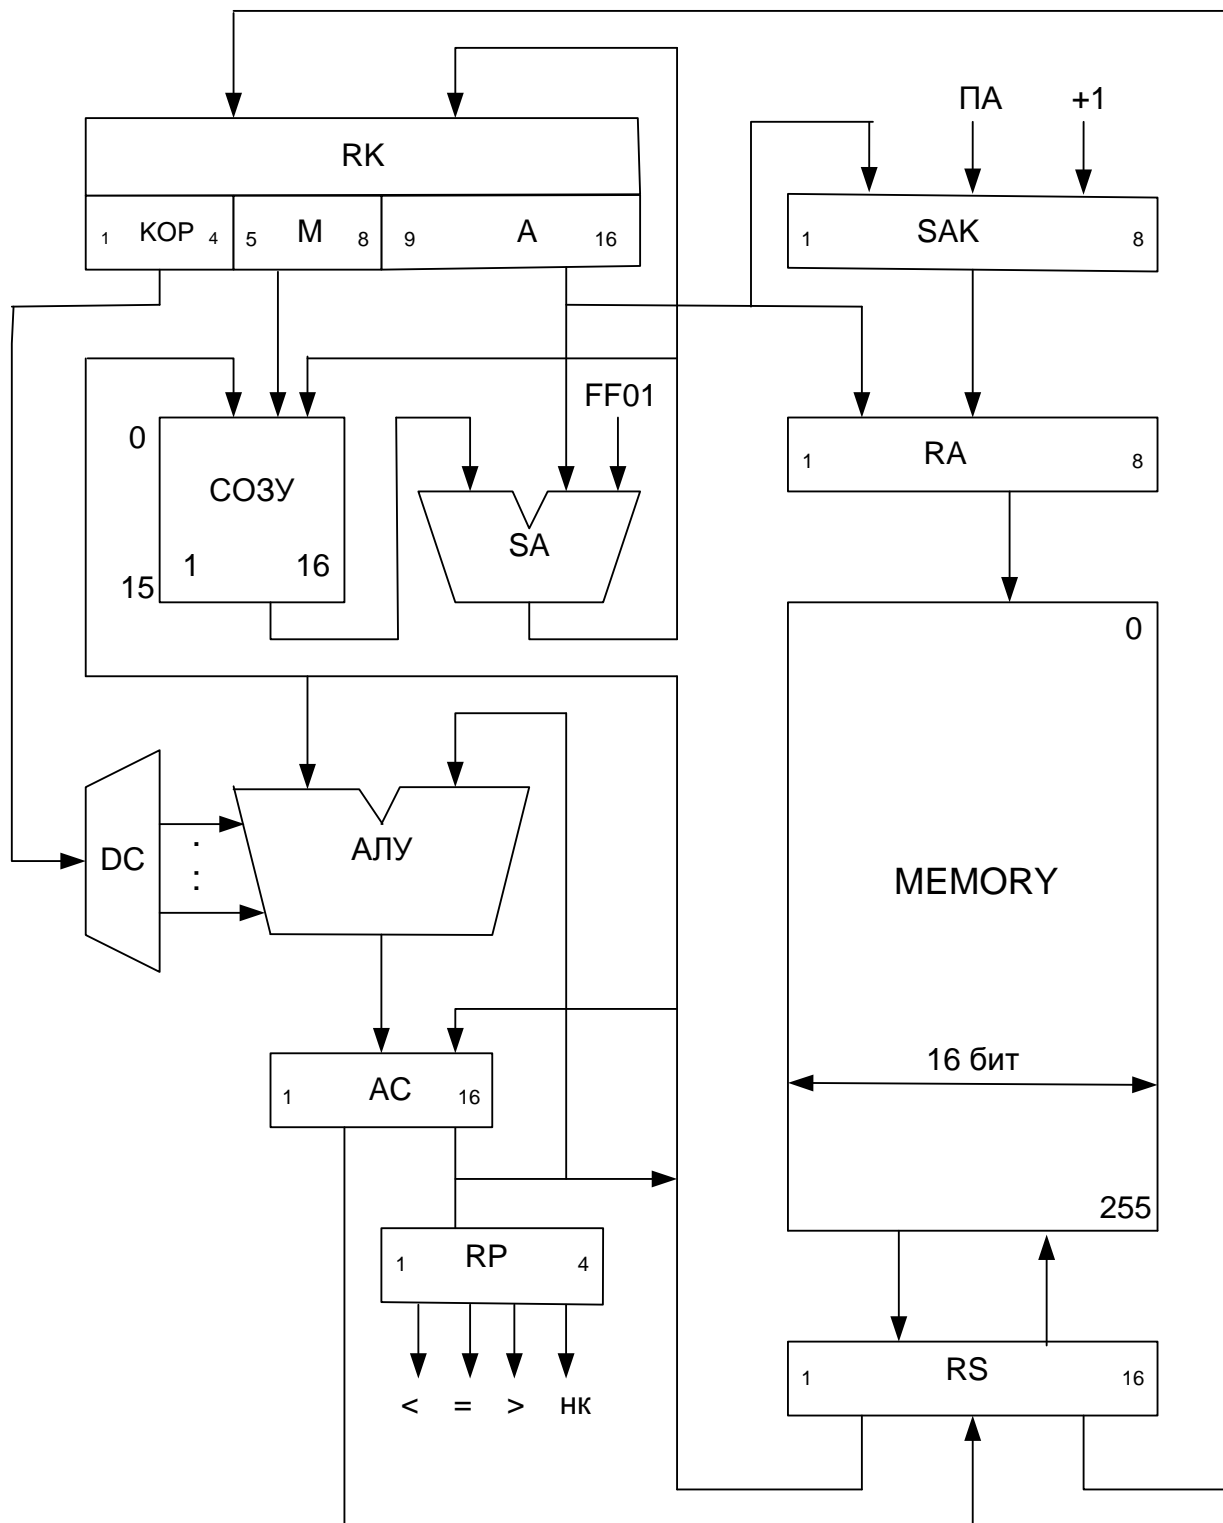 ПА +1
RK
1 КОР 4 5 М 8 9 А 16
1 SAK 8
FF01
0
СОЗУ
1 16
15
SA
1 RA 8
0
DC
АЛУ
MEMORY
16 бит
1 АС 16
255
1 RP 4
1 RS 16
< = > нк